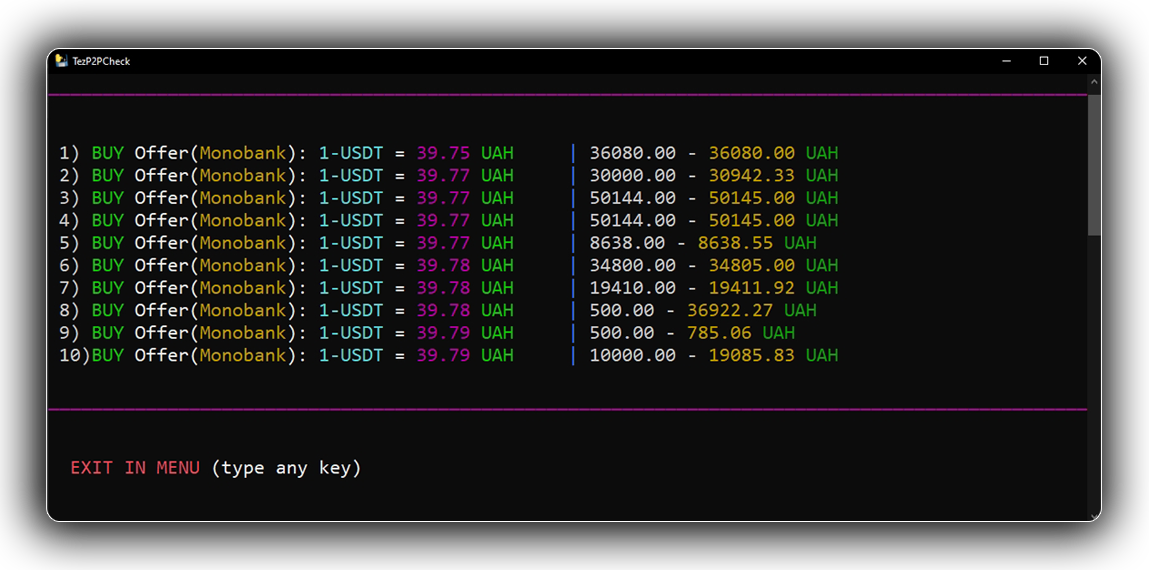 TezP2PCheck
1) BUY Offer(Monobank): 1-USDT = 39.75 UAH | 36080.00 - 36080.00 UAH
2) BUY Offer(Monobank): 1-USDT = 39.77 UAH | 30000.00 - 30942.33 UAH
3) BUY Offer(Monobank): 1-USDT = 39.77 UAH | 50144.00 - 50145.00 UAH
4) BUY Offer(Monobank): 1-USDT = 39.77 UAH | 50144.00 - 50145.00 UAH
5) BUY Offer(Monobank): 1-USDT = 39.77 UAH | 8638.00 - 8638.55 UAH
6) BUY Offer(Monobank): 1-USDT = 39.78 UAH | 34800.00 - 34805.00 UAH
7) BUY Offer(Monobank): 1-USDT = 39.78 UAH | 19410.00 - 19411.92 UAH
8) BUY Offer(Monobank): 1-USDT = 39.78 UAH | 500.00 - 36922.27 UAH
9) BUY Offer(Monobank): 1-USDT = 39.79 UAH | 500.00 - 785.06 UAH
10)BUY Offer(Monobank): 1-USDT = 39.79 UAH | 10000.00 - 19085.83 UAH
EXIT IN MENU (type any key)